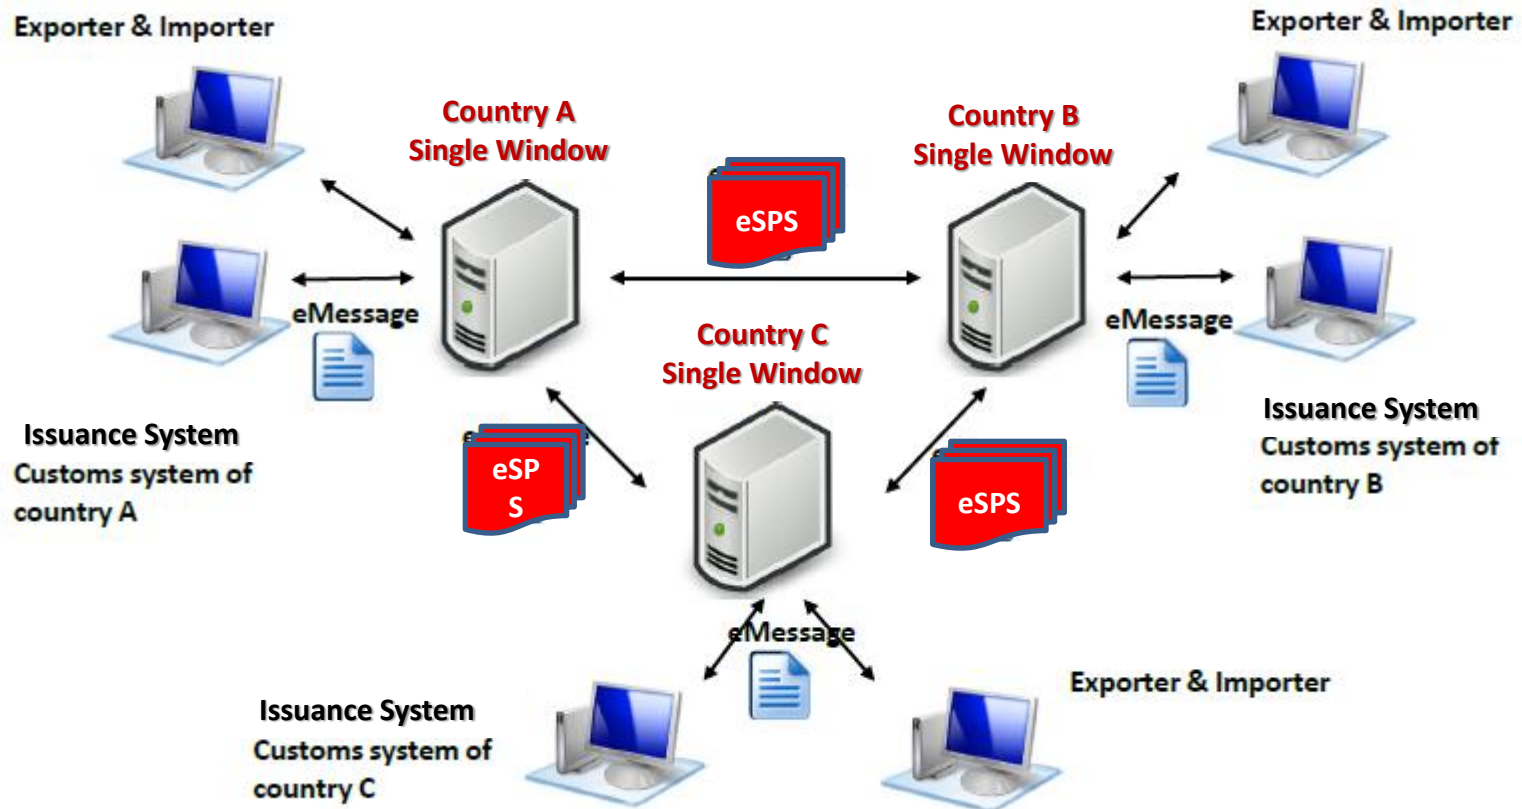 Exporter & Importer
Exporter & Importer
Country A
Single Window
Country B
Single Window
eSPS
eMessage
eMessage
Country C
Single Window
Issuance System
Customs system of
country A
eSP
S
eSPS
Issuance System
Customs system of
country B
eMessage
Exporter & Importer
Issuance System
Customs system of
country C